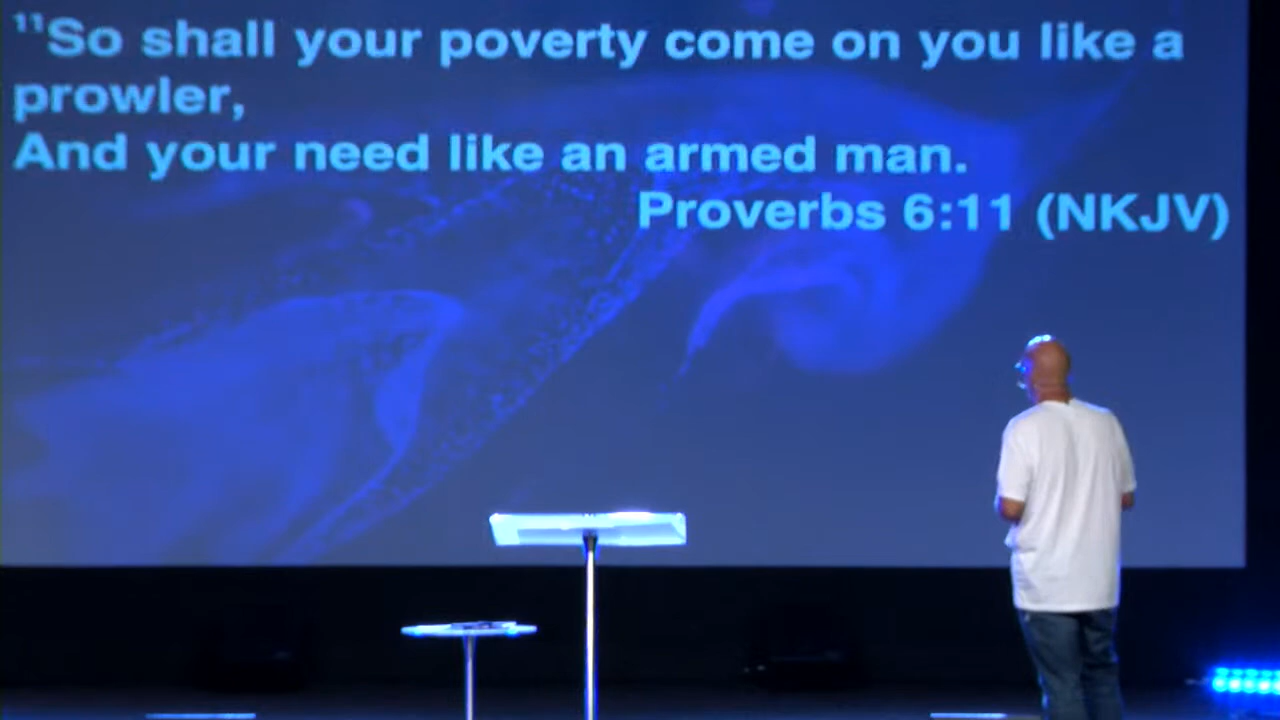 ¹¹So shall your poverty come on you like a
prowler,
And your need like an armed man.
Proverbs 6:11 (NKJV)